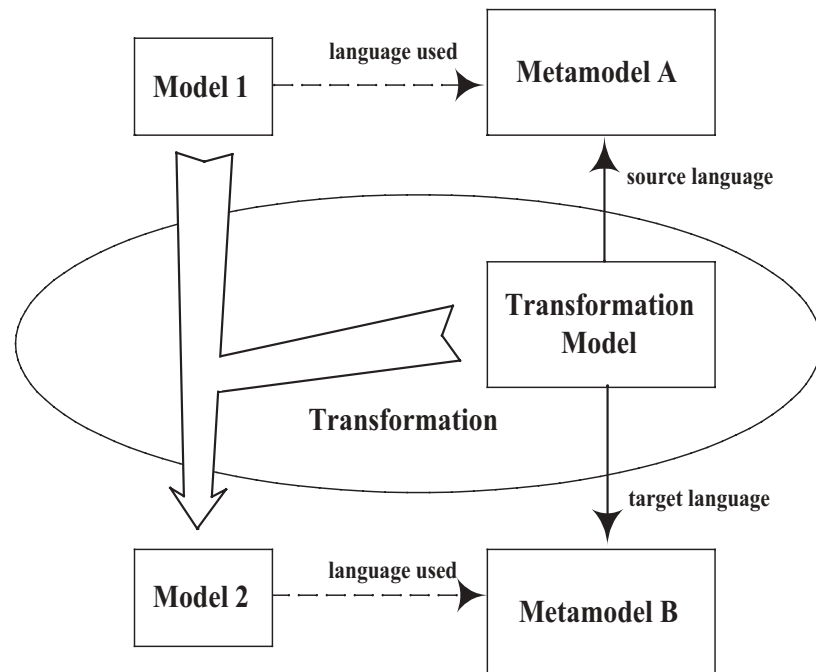 language used
Model 1
Metamodel A
source language
Transformation
Model
Transformation
target language
language used
Model 2
Metamodel B